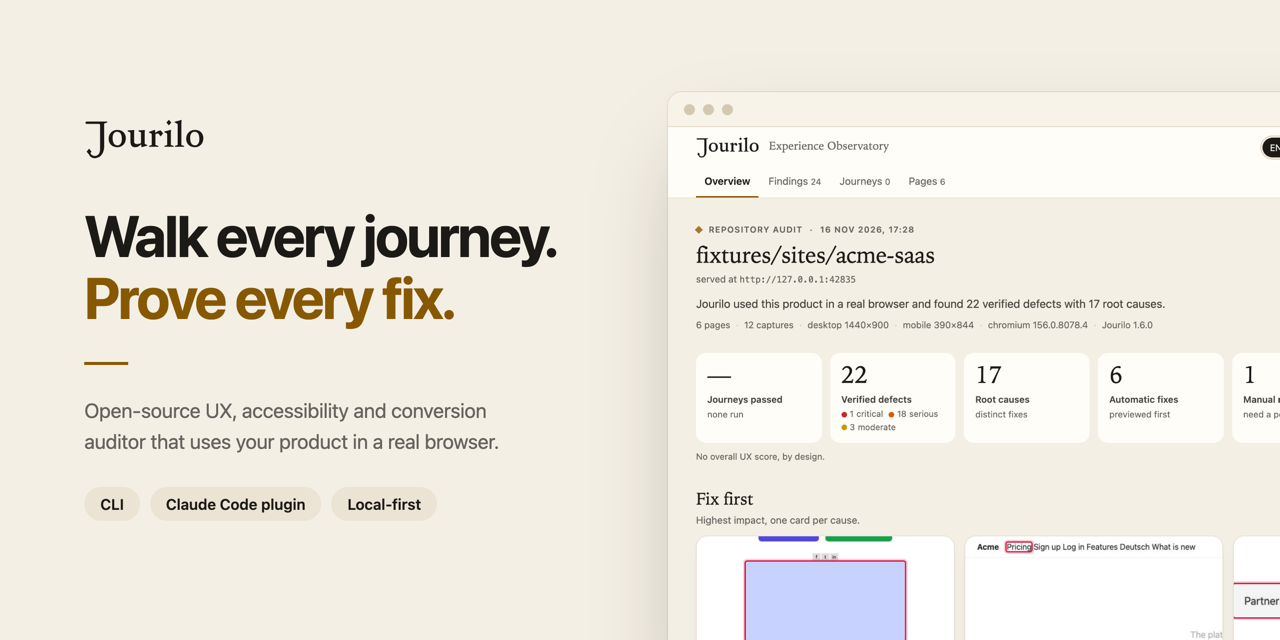 Jourilo
Walk every journey.
Prove every fix.
Open-source UX, accessibility and conversion
auditor that uses your product in a real browser.
CLI
Claude Code plugin
Local-first
Jourilo Experience Observatory
EN
Overview Findings 24 Journeys 0 Pages 6
REPOSITORY AUDIT · 16 NOV 2026, 17:28
fixtures/sites/acme-saas
served at http://127.0.0.1:42835
Jourilo used this product in a real browser and found 22 verified defects with 17 root causes.
6 pages · 12 captures · desktop 1440×900 · mobile 390×844 · chromium 156.0.8078.4 · Jourilo 1.6.0
—
Journeys passed
none run
22
Verified defects
1 critical 18 serious
3 moderate
17
Root causes
distinct fixes
6
Automatic fixes
previewed first
1
Manual
need a
No overall UX score, by design.
Fix first
Highest impact, one card per cause.
f t in
Acme Pricing Sign up Log in Features Deutsch What is new
The plat
Partner